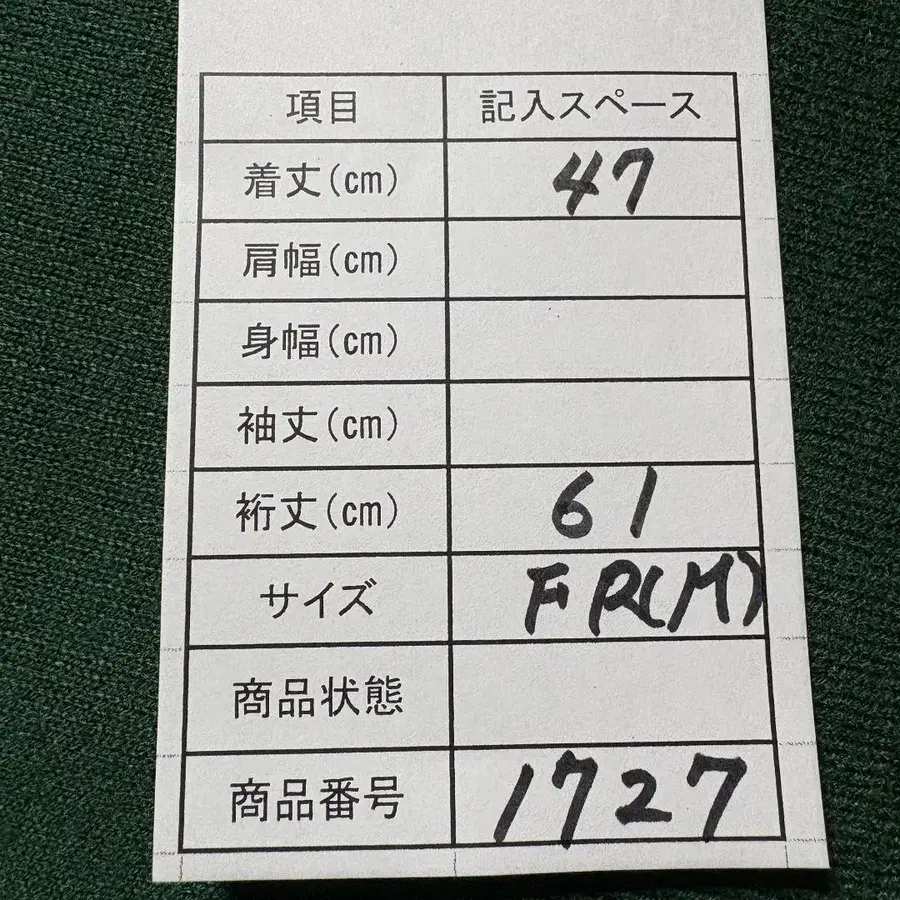 項目 記入スペース
着丈(cm) 47
肩幅(cm)
身幅(cm)
袖丈(cm)
裄丈(cm) 61
サイズ FR(M)
商品状態
商品番号 1727